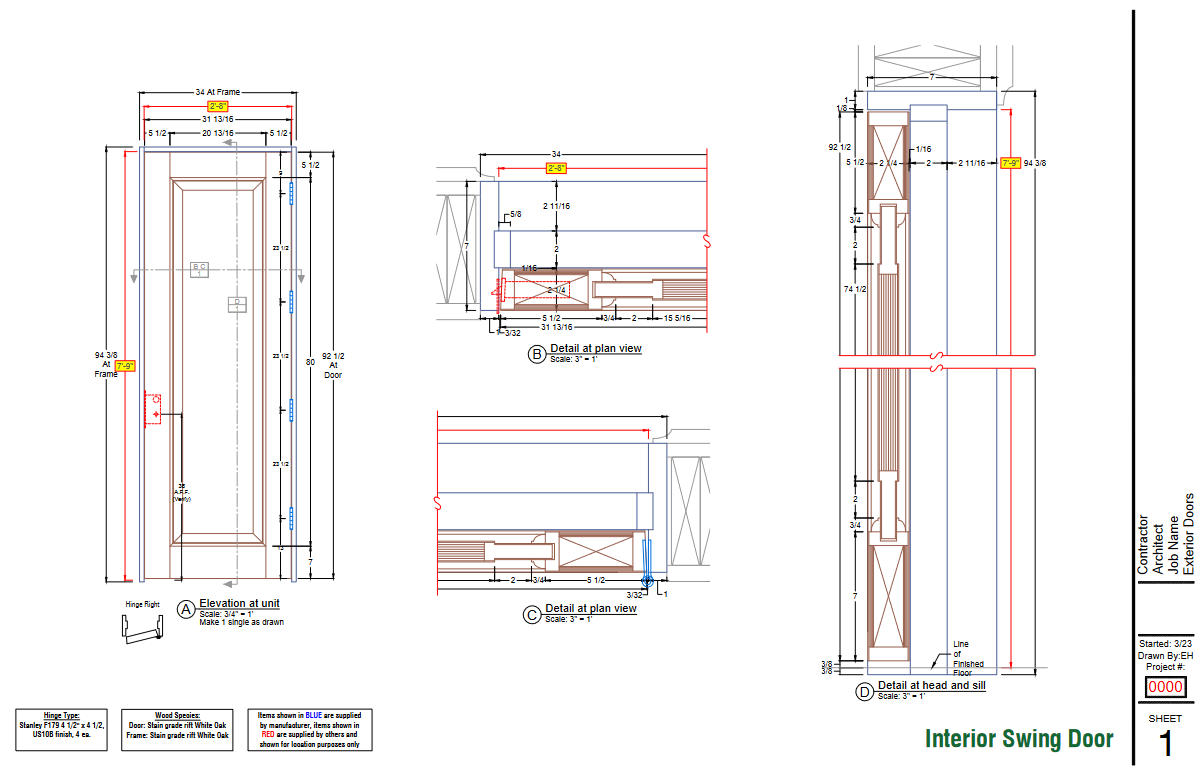 34 At Frame
2'-8"
31 13/16
5 1/2
20 13/16
5 1/2
5 1/2
9
23 1/2
B C
1
D
1
23 1/2
94 3/8
At
Frame
7'-9"
80
92 1/2
At
Door
23 1/2
38
A.F.F.
(Verify)
13
7
Hinge Right
A
Elevation at unit
Scale: 3/4" = 1'
Make 1 single as drawn
34
2'-8"
2 11/16
5/8
7
2
1/16
2 1/4
5 1/2
3/4
2
15 5/16
1
3/32
31 13/16
B
Detail at plan view
Scale: 3" = 1'
2
3/4
5 1/2
3/32
1
C
Detail at plan view
Scale: 3" = 1'
7
1
1/8
92 1/2
5 1/2
2 1/4
1/16
2
2 11/16
7'-9"
94 3/8
3/4
2
74 1/2
2
3/4
7
3/8
3/8
Line
of
Finished
Floor
D
Detail at head and sill
Scale: 3" = 1'
Hinge Type:
Stanley F179 4 1/2" x 4 1/2,
US10B finish, 4 ea.
Wood Species:
Door: Stain grade rift White Oak
Frame: Stain grade rift White Oak
Items shown in BLUE are supplied
by manufacturer, items shown in
RED are supplied by others and
shown for location purposes only
Interior Swing Door
Contractor
Architect
Job Name
Exterior Doors
Started: 3/23
Drawn By:EH
Project #:
0000
SHEET
1